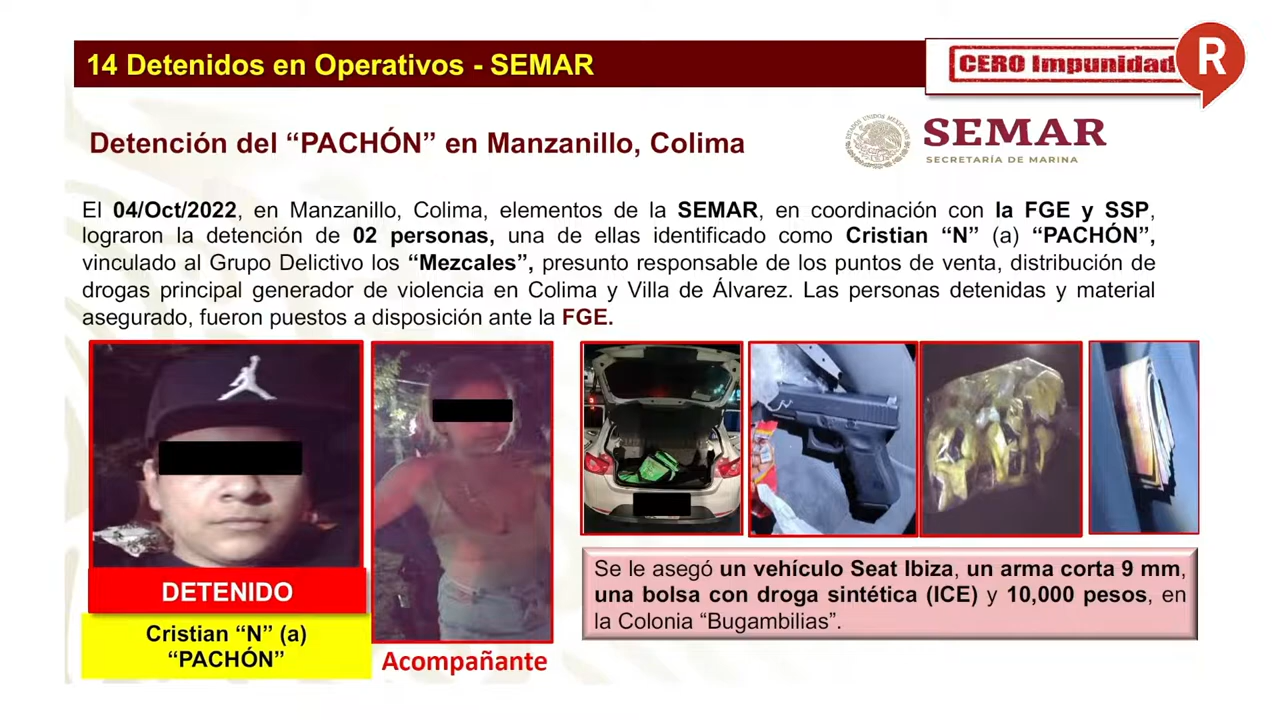 14 Detenidos en Operativos - SEMAR
CERO Impunidad
R
Detención del “PACHÓN” en Manzanillo, Colima
ESTADOS UNIDOS MEXICANOS
SEMAR
SECRETARÍA DE MARINA
El 04/Oct/2022, en Manzanillo, Colima, elementos de la SEMAR, en coordinación con la FGE y SSP,
lograron la detención de 02 personas, una de ellas identificado como Cristian “N” (a) “PACHÓN”,
vinculado al Grupo Delictivo los “Mezcales”, presunto responsable de los puntos de venta, distribución de
drogas principal generador de violencia en Colima y Villa de Álvarez. Las personas detenidas y material
asegurado, fueron puestos a disposición ante la FGE.
DETENIDO
Cristian “N” (a)
“PACHÓN”
Acompañante
Se le asegó un vehículo Seat Ibiza, un arma corta 9 mm,
una bolsa con droga sintética (ICE) y 10,000 pesos, en
la Colonia “Bugambilias”.